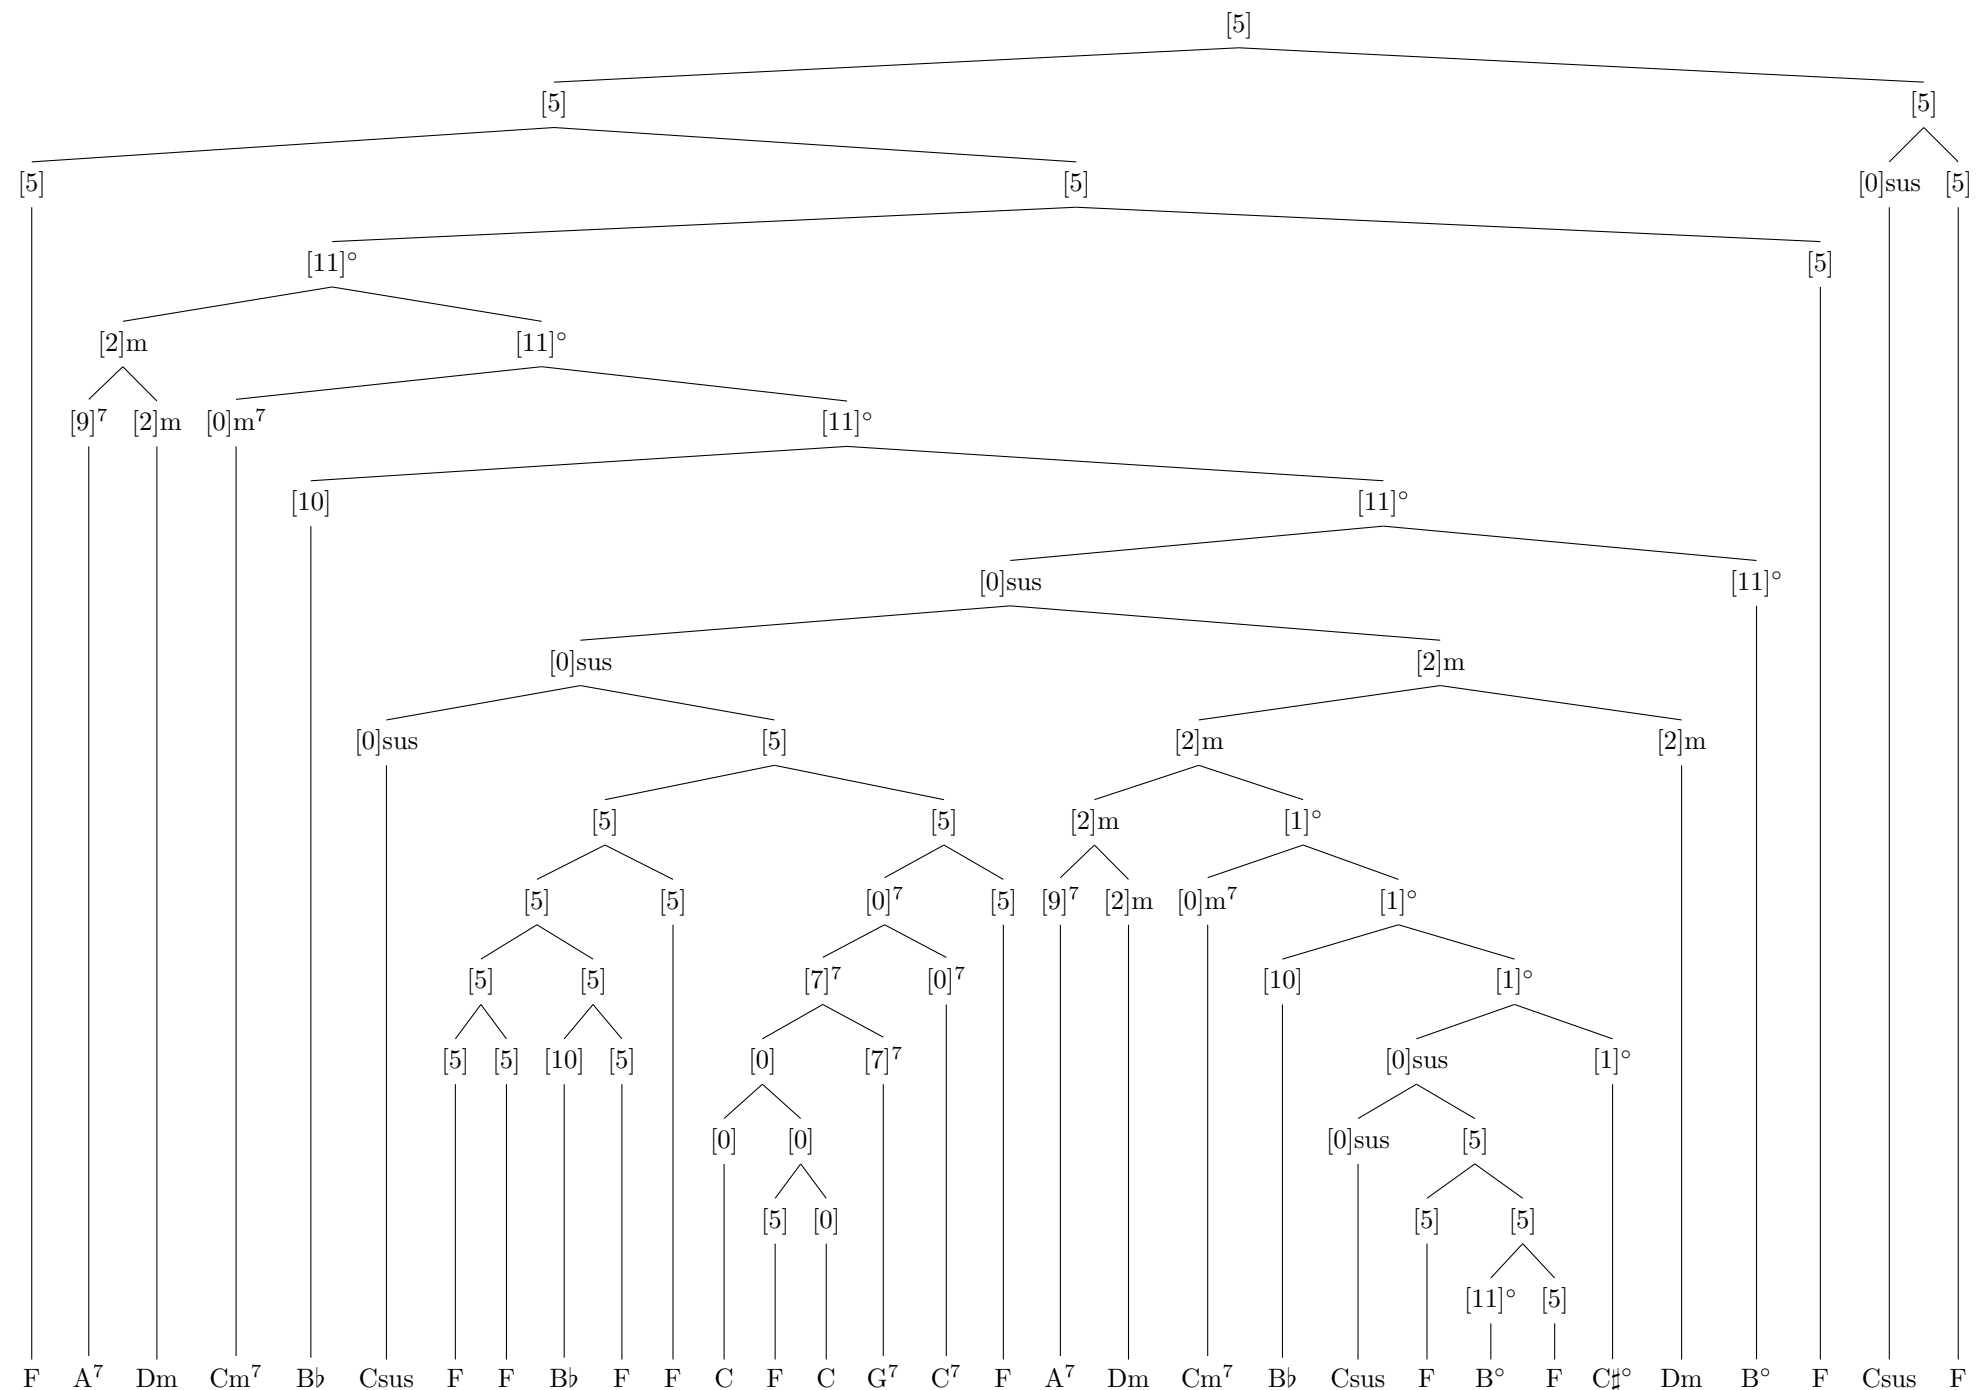 [5]
[5] [5]
[5] [5] [0]sus [5]
[11]° [5]
[2]m [11]°
[9]⁷ [2]m [0]m⁷ [11]°
[10] [11]°
[0]sus [11]°
[0]sus [2]m
[0]sus [5] [2]m [2]m
[5] [5] [2]m [1]°
[5] [5] [0]⁷ [5] [9]⁷ [2]m [0]m⁷ [1]°
[5] [5] [7]⁷ [0]⁷ [10] [1]°
[5] [5] [10] [5] [0] [7]⁷ [0]sus [1]°
[0] [0] [0]sus [5]
[5] [0] [5] [5]
[11]° [5]
F A⁷ Dm Cm⁷ B♭ Csus F F B♭ F F C F C G⁷ C⁷ F A⁷ Dm Cm⁷ B♭ Csus F B° F C♯° Dm B° F Csus F